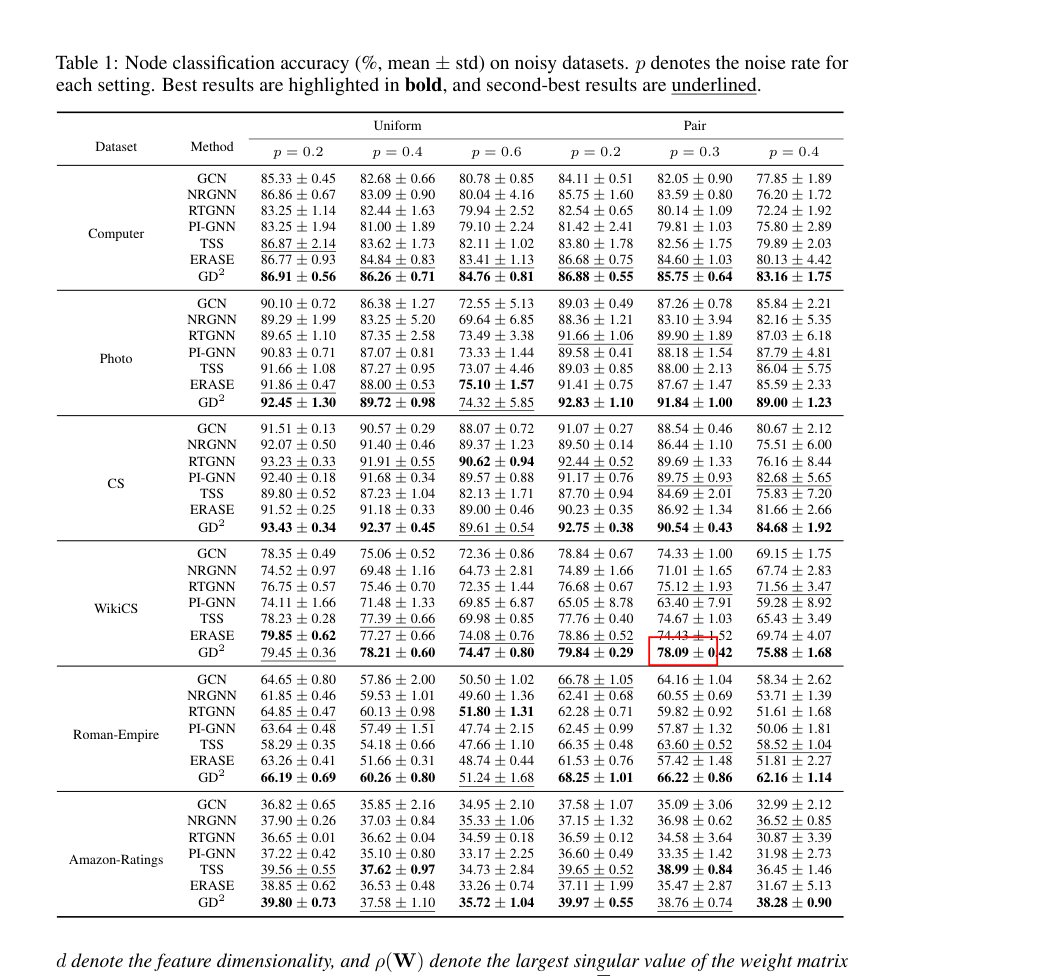 Table 1: Node classification accuracy (%, mean ± std) on noisy datasets. p denotes the noise rate for
each setting. Best results are highlighted in bold, and second-best results are underlined.
Dataset Method Uniform Pair
p = 0.2 p = 0.4 p = 0.6 p = 0.2 p = 0.3 p = 0.4
Computer
GCN 85.33 ± 0.45 82.68 ± 0.66 80.78 ± 0.85 84.11 ± 0.51 82.05 ± 0.90 77.85 ± 1.89
NRGNN 86.86 ± 0.67 83.09 ± 0.90 80.04 ± 4.16 85.75 ± 1.60 83.59 ± 0.80 76.20 ± 1.72
RTGNN 83.25 ± 1.14 82.44 ± 1.63 79.94 ± 2.52 82.54 ± 0.65 80.14 ± 1.09 72.24 ± 1.92
PI-GNN 83.25 ± 1.94 81.00 ± 1.89 79.10 ± 2.24 81.42 ± 2.41 79.81 ± 1.03 75.80 ± 2.89
TSS 86.87 ± 2.14 83.62 ± 1.73 82.11 ± 1.02 83.80 ± 1.78 82.56 ± 1.75 79.89 ± 2.03
ERASE 86.77 ± 0.93 84.84 ± 0.83 83.41 ± 1.13 86.68 ± 0.75 84.60 ± 1.03 80.13 ± 4.42
GD² 86.91 ± 0.56 86.26 ± 0.71 84.76 ± 0.81 86.88 ± 0.55 85.75 ± 0.64 83.16 ± 1.75
Photo
GCN 90.10 ± 0.72 86.38 ± 1.27 72.55 ± 5.13 89.03 ± 0.49 87.26 ± 0.78 85.84 ± 2.21
NRGNN 89.29 ± 1.99 83.25 ± 5.20 69.64 ± 6.85 88.36 ± 1.21 83.10 ± 3.94 82.16 ± 5.35
RTGNN 89.65 ± 1.10 87.35 ± 2.58 73.49 ± 3.38 91.66 ± 1.06 89.90 ± 1.89 87.03 ± 6.18
PI-GNN 90.83 ± 0.71 87.07 ± 0.81 73.33 ± 1.44 89.58 ± 0.41 88.18 ± 1.54 87.79 ± 4.81
TSS 91.66 ± 1.08 87.27 ± 0.95 73.07 ± 4.46 89.03 ± 0.85 88.00 ± 2.13 86.04 ± 5.75
ERASE 91.86 ± 0.47 88.00 ± 0.53 75.10 ± 1.57 91.41 ± 0.75 87.67 ± 1.47 85.59 ± 2.33
GD² 92.45 ± 1.30 89.72 ± 0.98 74.32 ± 5.85 92.83 ± 1.10 91.84 ± 1.00 89.00 ± 1.23
CS
GCN 91.51 ± 0.13 90.57 ± 0.29 88.07 ± 0.72 91.07 ± 0.27 88.54 ± 0.46 80.67 ± 2.12
NRGNN 92.07 ± 0.50 91.40 ± 0.46 89.37 ± 1.23 89.50 ± 0.14 86.44 ± 1.10 75.51 ± 6.00
RTGNN 93.23 ± 0.33 91.91 ± 0.55 90.62 ± 0.94 92.44 ± 0.52 89.69 ± 1.33 76.16 ± 8.44
PI-GNN 92.40 ± 0.18 91.68 ± 0.34 89.57 ± 0.88 91.17 ± 0.76 89.75 ± 0.93 82.68 ± 5.65
TSS 89.80 ± 0.52 87.23 ± 1.04 82.13 ± 1.71 87.70 ± 0.94 84.69 ± 2.01 75.83 ± 7.20
ERASE 91.52 ± 0.25 91.18 ± 0.33 89.00 ± 0.46 90.23 ± 0.35 86.92 ± 1.34 81.66 ± 2.66
GD² 93.43 ± 0.34 92.37 ± 0.45 89.61 ± 0.54 92.75 ± 0.38 90.54 ± 0.43 84.68 ± 1.92
WikiCS
GCN 78.35 ± 0.49 75.06 ± 0.52 72.36 ± 0.86 78.84 ± 0.67 74.33 ± 1.00 69.15 ± 1.75
NRGNN 74.52 ± 0.97 69.48 ± 1.16 64.73 ± 2.81 74.89 ± 1.66 71.01 ± 1.65 67.74 ± 2.83
RTGNN 76.75 ± 0.57 75.46 ± 0.70 72.35 ± 1.44 76.68 ± 0.67 75.12 ± 1.93 71.56 ± 3.47
PI-GNN 74.11 ± 1.66 71.48 ± 1.33 69.85 ± 6.87 65.05 ± 8.78 63.40 ± 7.91 59.28 ± 8.92
TSS 78.23 ± 0.28 77.39 ± 0.66 69.98 ± 0.85 77.76 ± 0.40 74.67 ± 1.03 65.43 ± 3.49
ERASE 79.85 ± 0.62 77.27 ± 0.66 74.08 ± 0.76 78.86 ± 0.52 74.43 ± 1.52 69.74 ± 4.07
GD² 79.45 ± 0.36 78.21 ± 0.60 74.47 ± 0.80 79.84 ± 0.29 78.09 ± 0.42 75.88 ± 1.68
Roman-Empire
GCN 64.65 ± 0.80 57.86 ± 2.00 50.50 ± 1.02 66.78 ± 1.05 64.16 ± 1.04 58.34 ± 2.62
NRGNN 61.85 ± 0.46 59.53 ± 1.01 49.60 ± 1.36 62.41 ± 0.68 60.55 ± 0.69 53.71 ± 1.39
RTGNN 64.85 ± 0.47 60.13 ± 0.98 51.80 ± 1.31 62.28 ± 0.71 59.82 ± 0.92 51.61 ± 1.68
PI-GNN 63.64 ± 0.48 57.49 ± 1.51 47.74 ± 2.15 62.45 ± 0.99 57.87 ± 1.32 50.06 ± 1.81
TSS 58.29 ± 0.35 54.18 ± 0.66 47.66 ± 1.10 66.35 ± 0.48 63.60 ± 0.52 58.52 ± 1.04
ERASE 63.26 ± 0.41 51.66 ± 0.31 48.74 ± 0.44 61.53 ± 0.76 57.42 ± 1.48 51.81 ± 2.27
GD² 66.19 ± 0.69 60.26 ± 0.80 51.24 ± 1.68 68.25 ± 1.01 66.22 ± 0.86 62.16 ± 1.14
Amazon-Ratings
GCN 36.82 ± 0.65 35.85 ± 2.16 34.95 ± 2.10 37.58 ± 1.07 35.09 ± 3.06 32.99 ± 2.12
NRGNN 37.90 ± 0.26 37.03 ± 0.84 35.33 ± 1.06 37.15 ± 1.32 36.98 ± 0.62 36.52 ± 0.85
RTGNN 36.65 ± 0.01 36.62 ± 0.04 34.59 ± 0.18 36.59 ± 0.12 34.58 ± 3.64 30.87 ± 3.39
PI-GNN 37.22 ± 0.42 35.10 ± 0.80 33.17 ± 2.25 36.60 ± 0.49 33.35 ± 1.42 31.98 ± 2.73
TSS 39.56 ± 0.55 37.62 ± 0.97 34.73 ± 2.84 39.65 ± 0.52 38.99 ± 0.84 36.45 ± 1.46
ERASE 38.85 ± 0.62 36.53 ± 0.48 33.26 ± 0.74 37.11 ± 1.99 35.47 ± 2.87 31.67 ± 5.13
GD² 39.80 ± 0.73 37.58 ± 1.10 35.72 ± 1.04 39.97 ± 0.55 38.76 ± 0.74 38.28 ± 0.90
d denote the feature dimensionality, and ρ(W) denote the largest singular value of the weight matrix